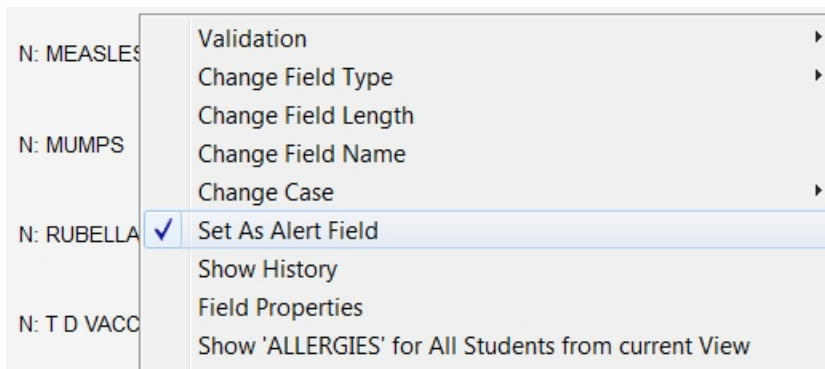 N: MEASLES
N: MUMPS
N: RUBELLA
N: T D VACC
Validation
Change Field Type
Change Field Length
Change Field Name
Change Case
Set As Alert Field
Show History
Field Properties
Show 'ALLERGIES' for All Students from current View